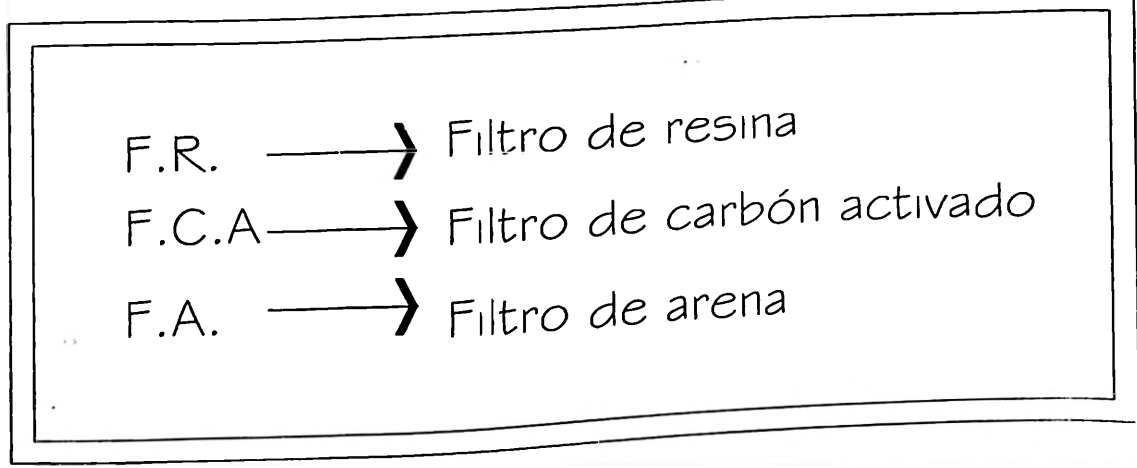 F.R. → Filtro de resina
F.C.A → Filtro de carbón activado
F.A. → Filtro de arena